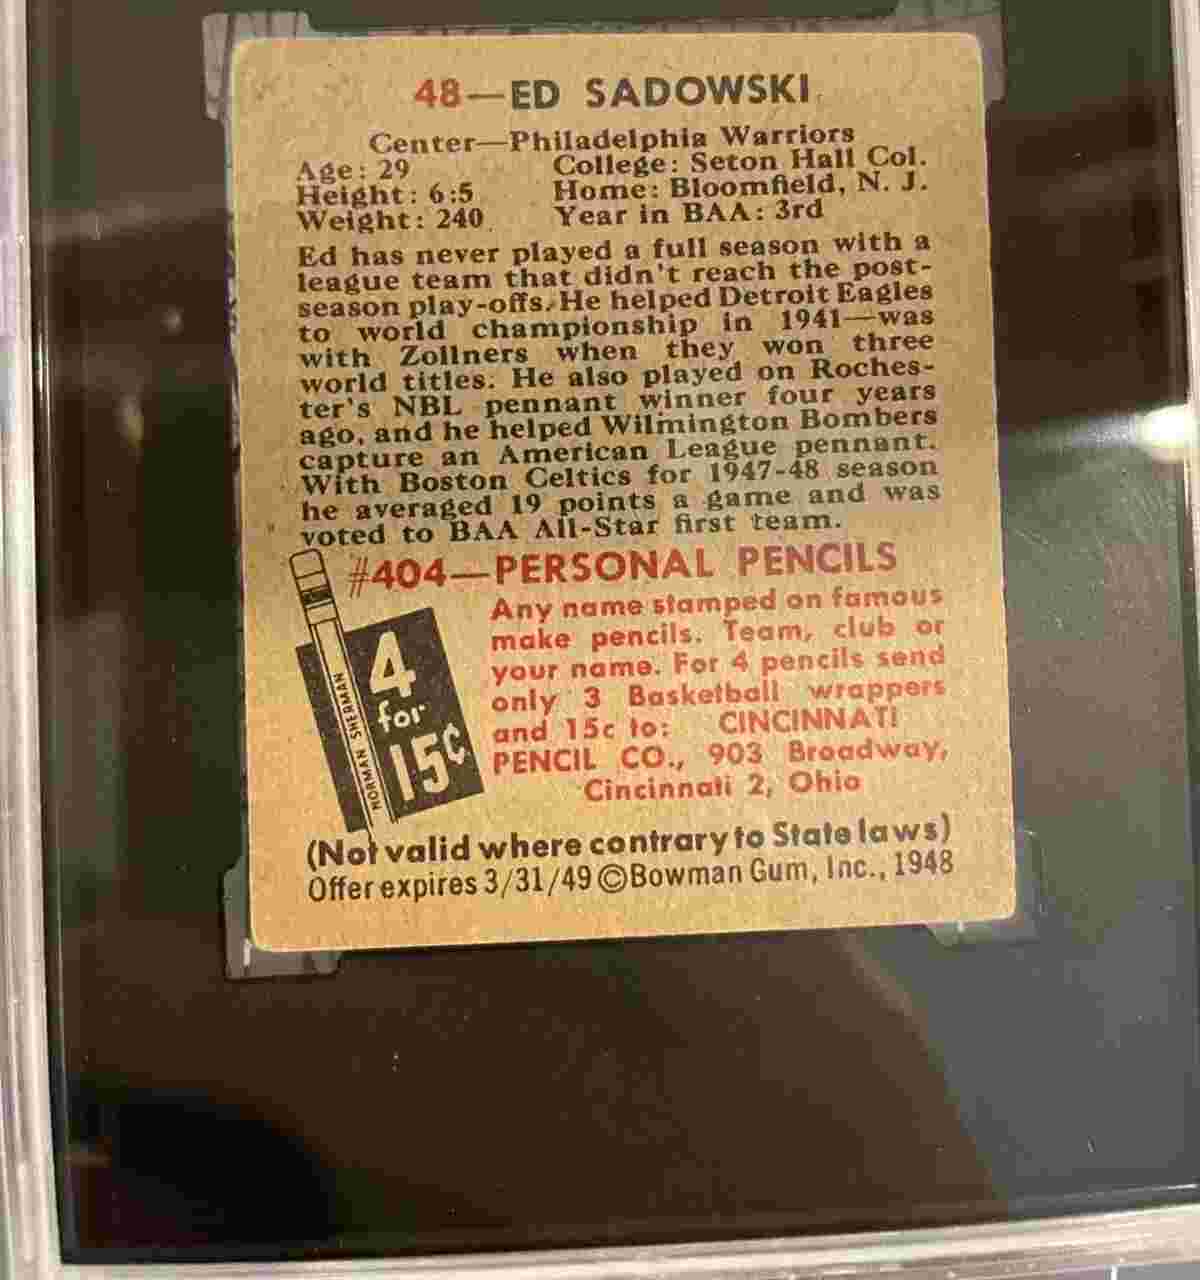 48—ED SADOWSKI
Center—Philadelphia Warriors
Age: 29 College: Seton Hall Col.
Height: 6:5 Home: Bloomfield, N. J.
Weight: 240 Year in BAA: 3rd
Ed has never played a full season with a
league team that didn't reach the post-
season play-offs. He helped Detroit Eagles
to world championship in 1941—was
with Zollners when they won three
world titles. He also played on Roches-
ter's NBL pennant winner four years
ago, and he helped Wilmington Bombers
capture an American League pennant.
With Boston Celtics for 1947-48 season
he averaged 19 points a game and was
voted to BAA All-Star first team.
#404—PERSONAL PENCILS
Any name stamped on famous
make pencils. Team, club or
your name. For 4 pencils send
only 3 Basketball wrappers
and 15c to: CINCINNATI
PENCIL CO., 903 Broadway,
Cincinnati 2, Ohio
NORMAN SHERMAN
4
for
15¢
(Not valid where contrary to State laws)
Offer expires 3/31/49 ©Bowman Gum, Inc., 1948